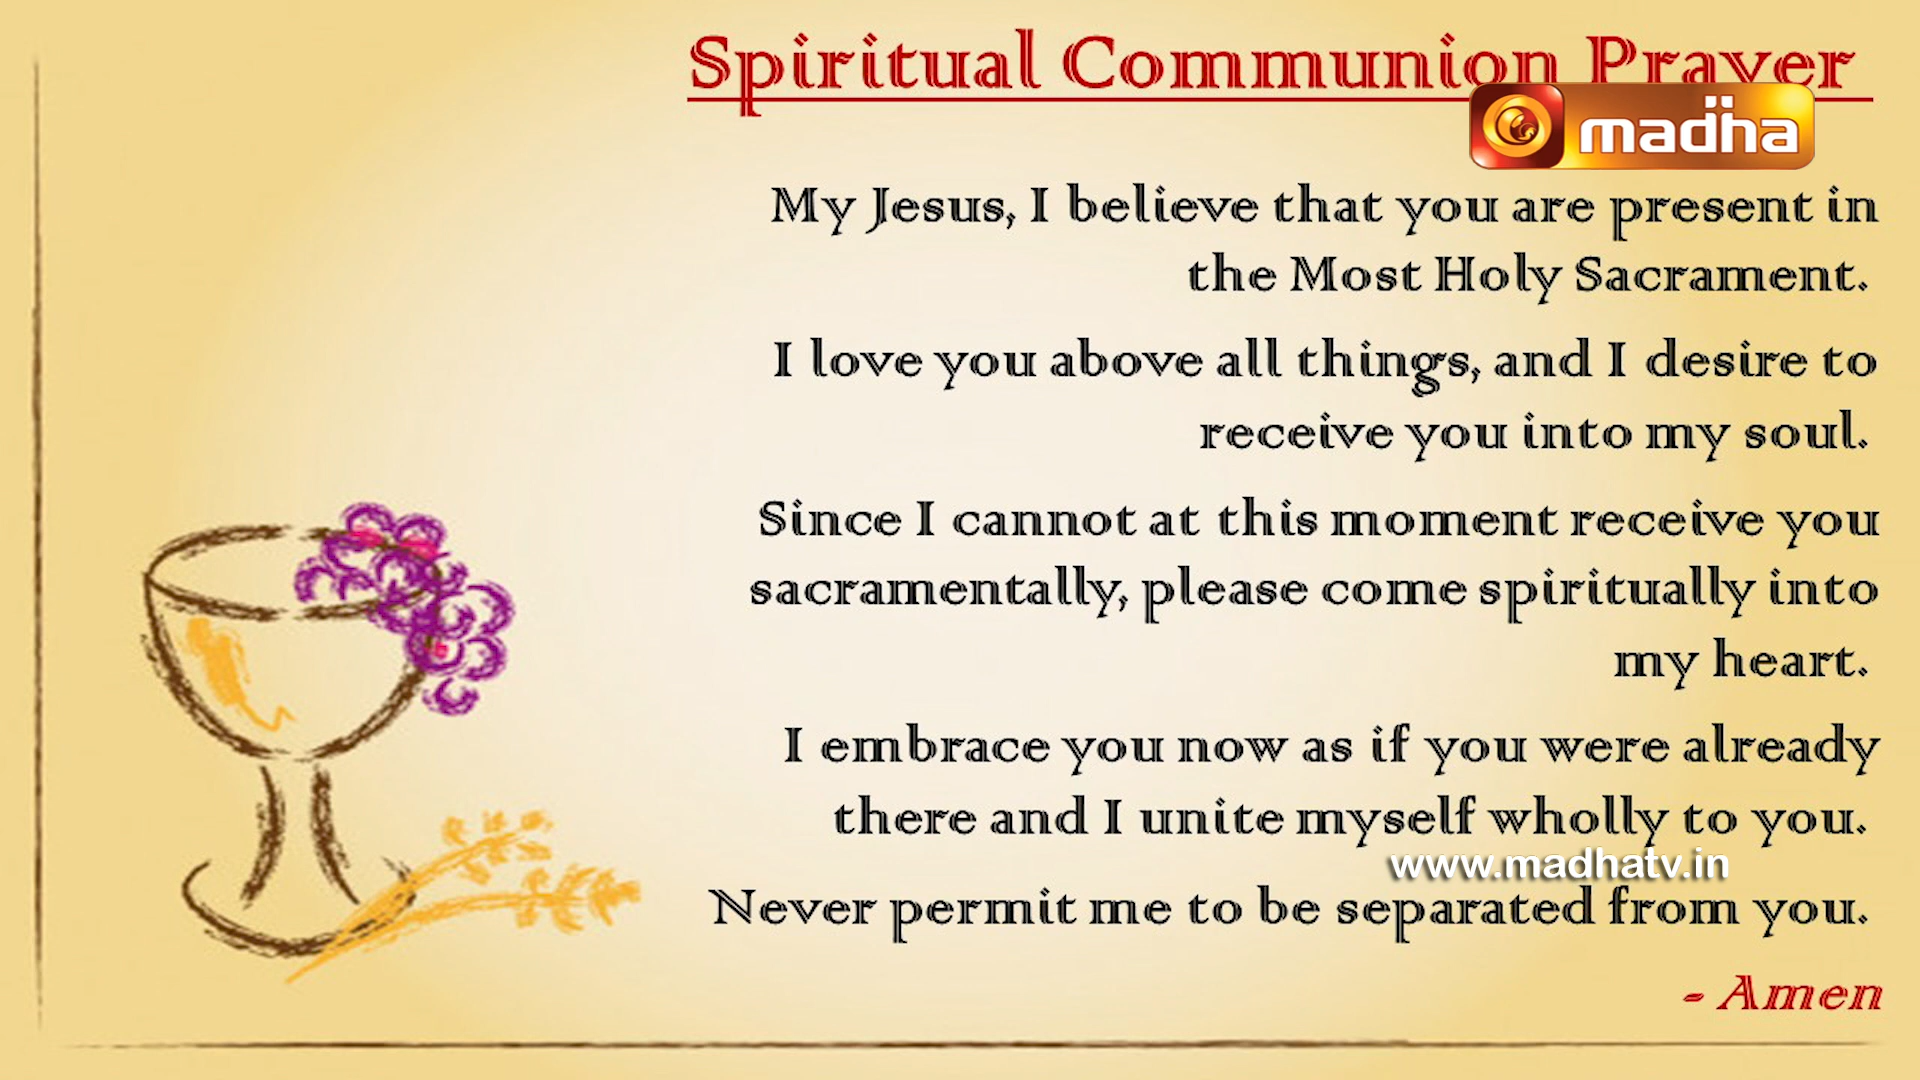 Spiritual Communion Prayer
madha
My Jesus, I believe that you are present in
the Most Holy Sacrament.
I love you above all things, and I desire to
receive you into my soul.
Since I cannot at this moment receive you
sacramentally, please come spiritually into
my heart.
I embrace you now as if you were already
there and I unite myself wholly to you.
www.madhatv.in
Never permit me to be separated from you.
- Amen